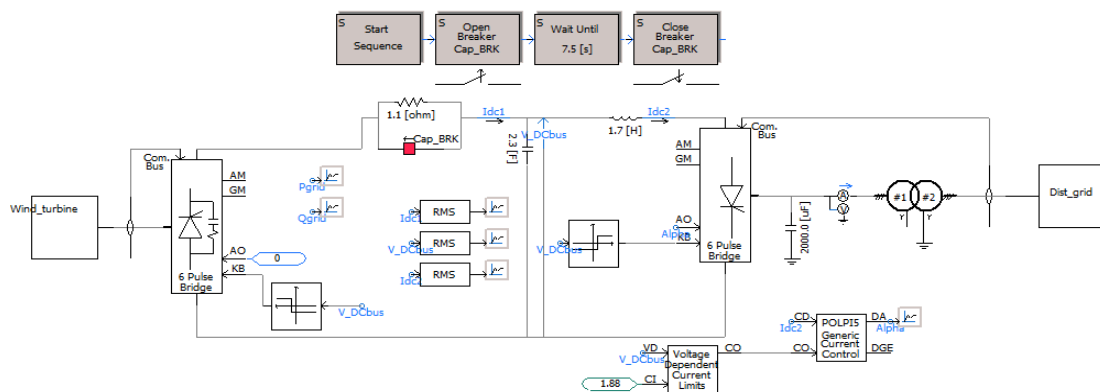 S
Start
Sequence
S
Open
Breaker
Cap_BRK
S
Wait Until
7.5 [s]
S
Close
Breaker
Cap_BRK
1.1 [ohm]
Cap_BRK
Idc1
V_DCbus
2.3 [F]
1.7 [H]
Idc2
Com.
Bus
AM
GM
AO
KB
6 Pulse
Bridge
Wind_turbine
0
V_DCbus
Pgrid
Qgrid
Idc
RMS
V_DCbus
RMS
Idc
RMS
V_DCbus
Com.
Bus
AM
GM
AO
Alpha
KB
6 Pulse
Bridge
2000.0 [uF]
A
V
#1
#2
Y
Y
Dist_grid
V_DCbus
VD
1.88
CI
Voltage
Dependent
Current
Limits
CO
Idc2
CD
CO
POLPI5
Generic
Current
Control
DA
Alpha
DGE